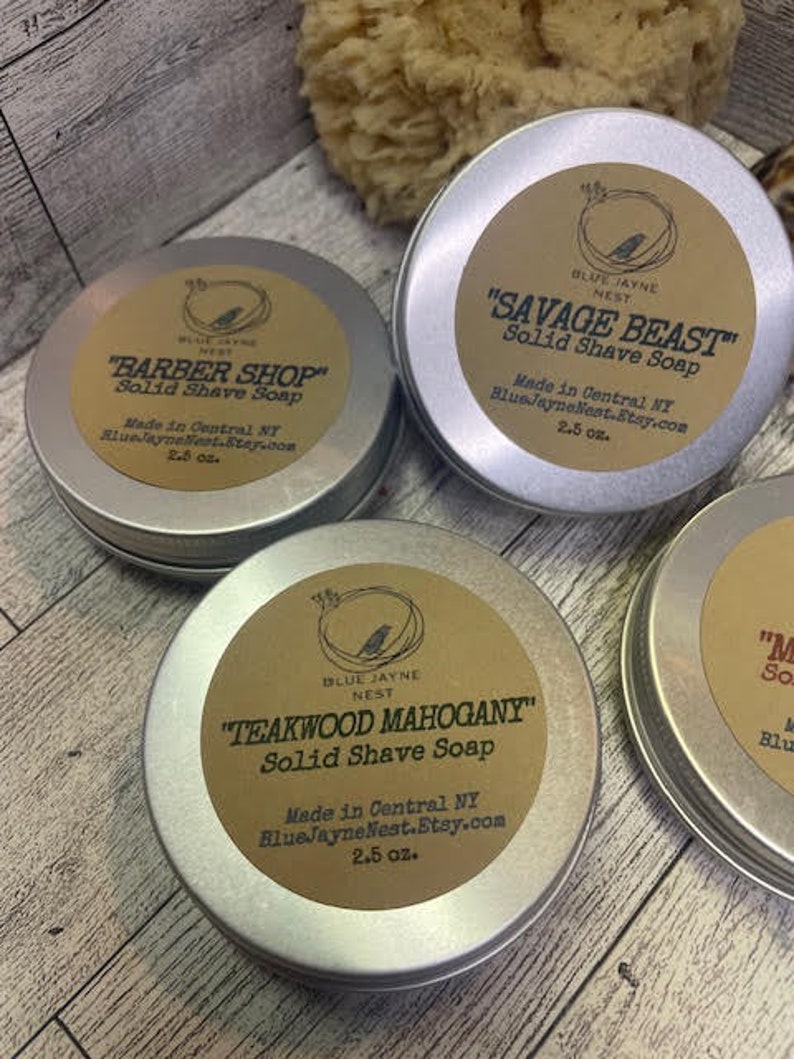 BLUE JAYNE
NEST
"BARBER SHOP"
Solid Shave Soap
Made in Central NY
BlueJayneNest.Etsy.com
2.5 oz.
BLUE JAYNE
NEST
"SAVAGE BEAST"
Solid Shave Soap
Made in Central NY
BlueJayneNest.Etsy.com
2.5 oz.
BLUE JAYNE
NEST
"TEAKWOOD MAHOGANY"
Solid Shave Soap
Made in Central NY
BlueJayneNest.Etsy.com
2.5 oz.